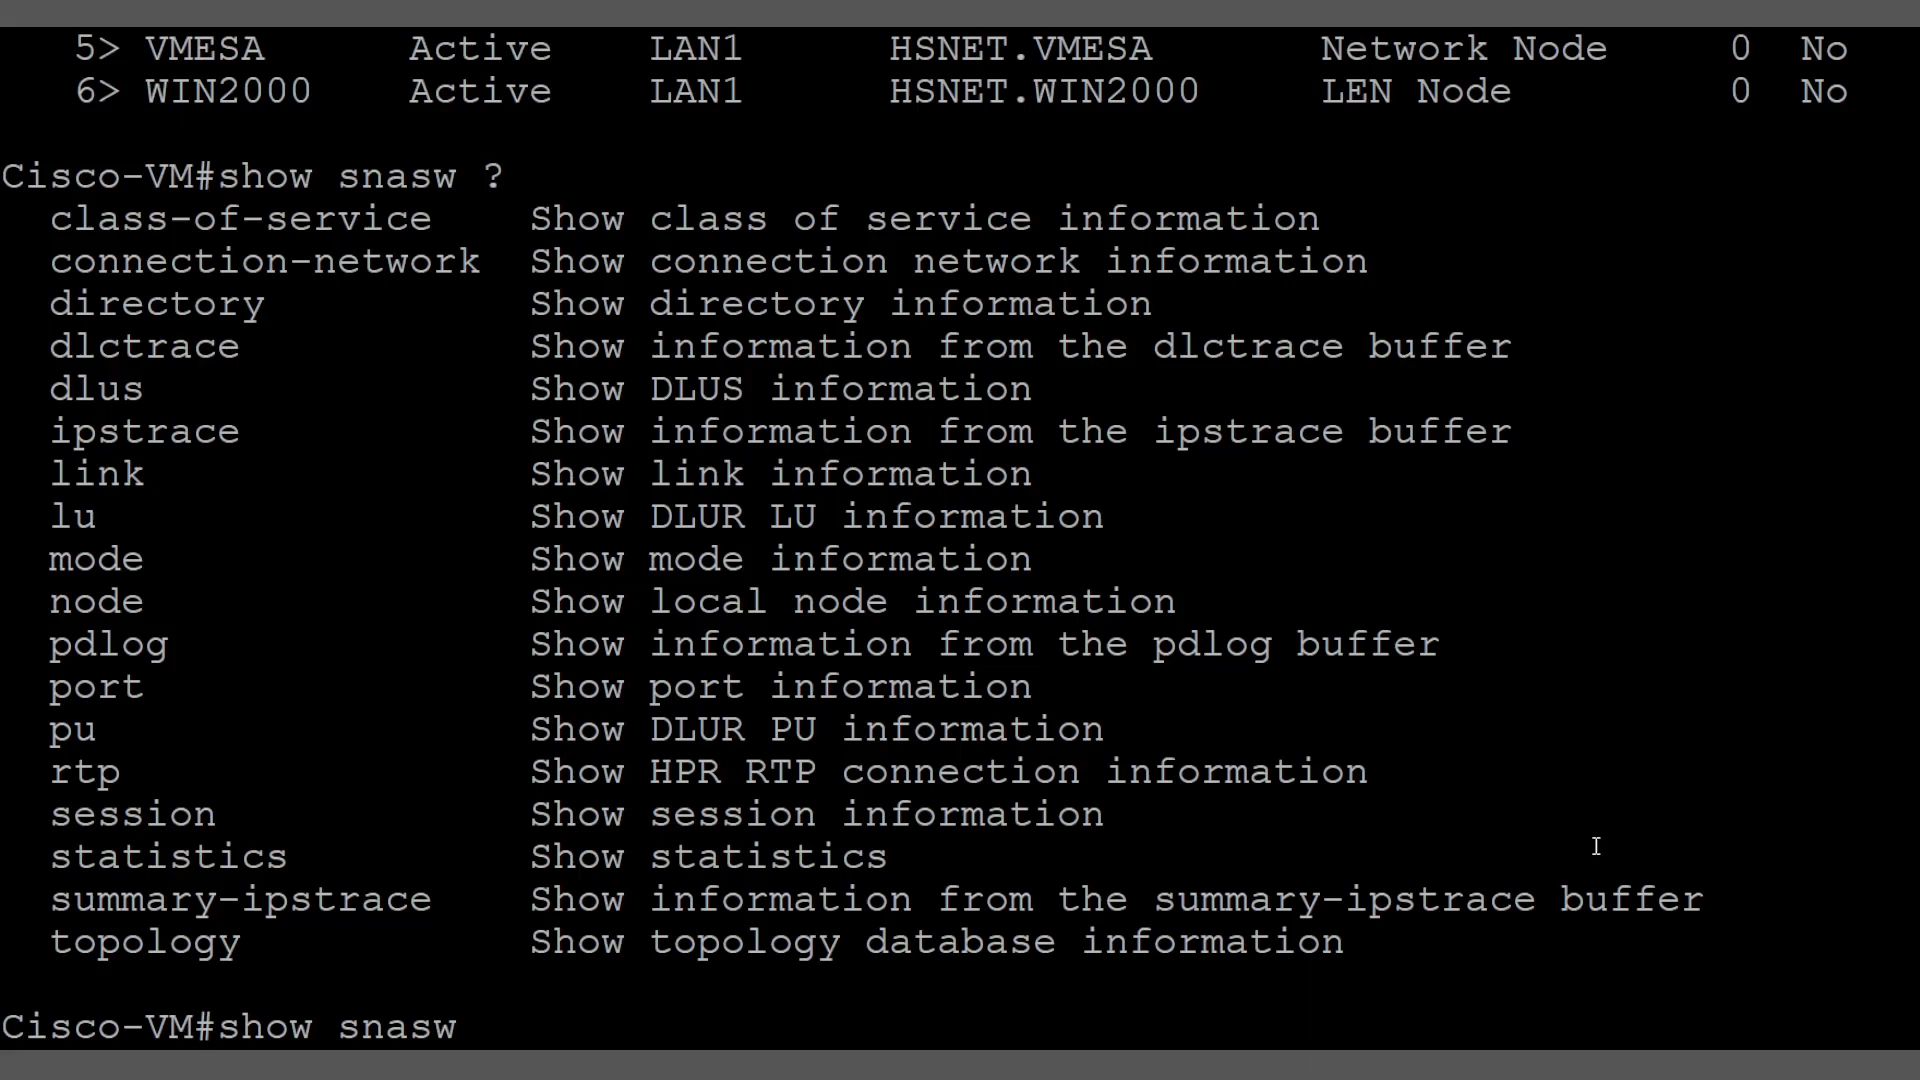 5> VMESA Active LAN1 HSNET.VMESA Network Node 0 No
6> WIN2000 Active LAN1 HSNET.WIN2000 LEN Node 0 No
Cisco-VM#show snasw ?
class-of-service Show class of service information
connection-network Show connection network information
directory Show directory information
dlctrace Show information from the dlctrace buffer
dlus Show DLUS information
ipstrace Show information from the ipstrace buffer
link Show link information
lu Show DLUR LU information
mode Show mode information
node Show local node information
pdlog Show information from the pdlog buffer
port Show port information
pu Show DLUR PU information
rtp Show HPR RTP connection information
session Show session information
statistics Show statistics
summary-ipstrace Show information from the summary-ipstrace buffer
topology Show topology database information
Cisco-VM#show snasw